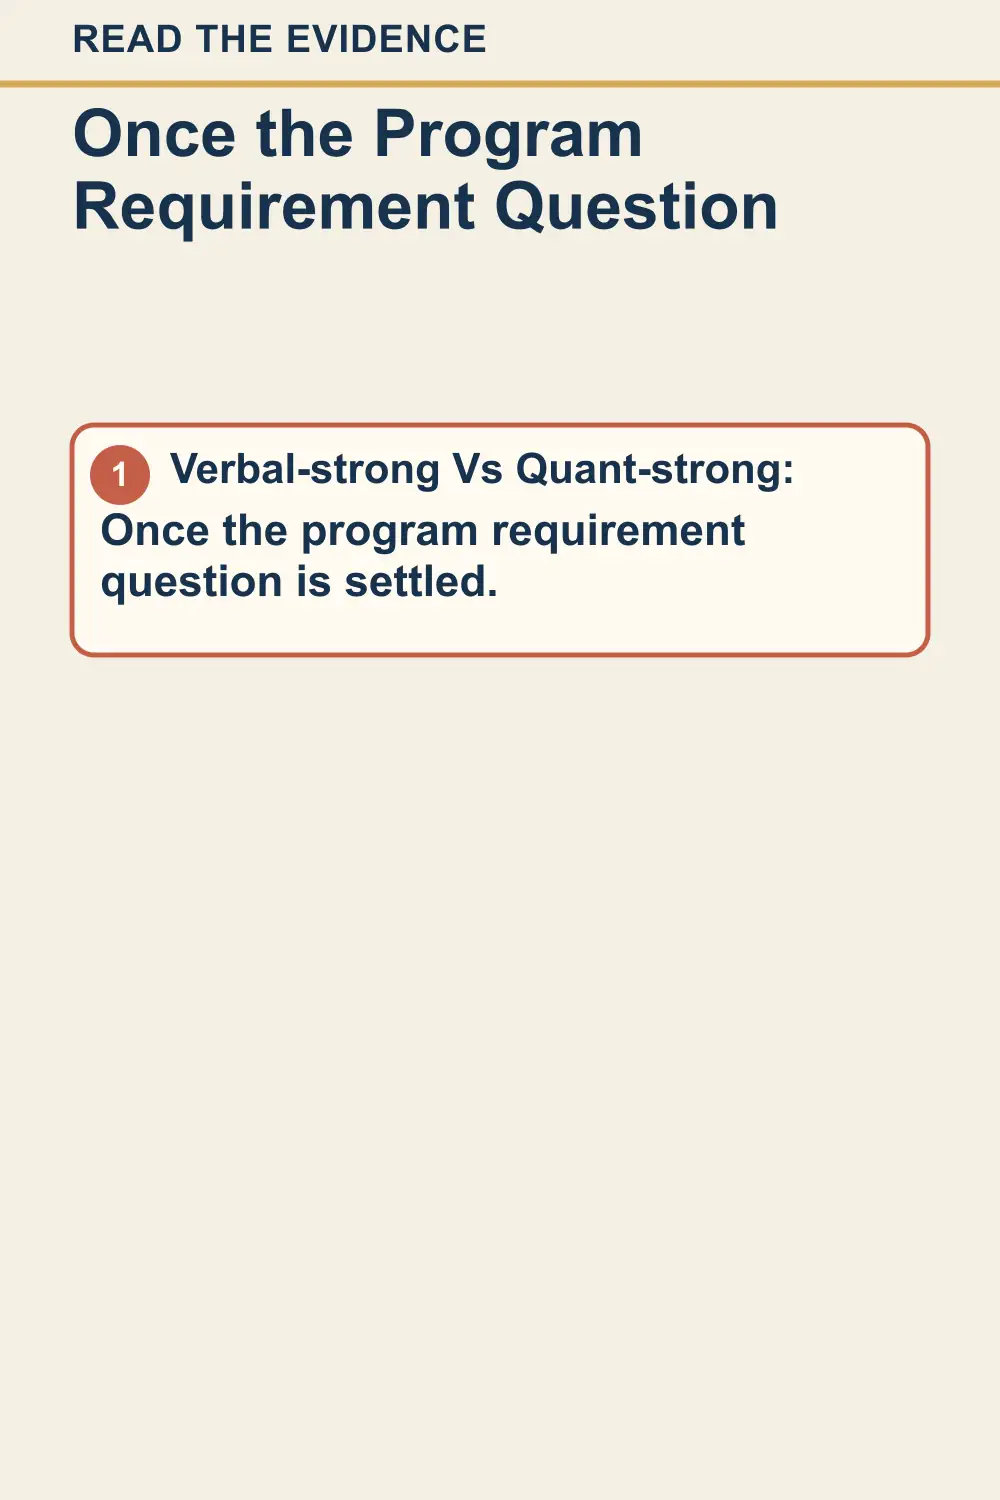 READ THE EVIDENCE
Once the Program
Requirement Question
1 Verbal-strong Vs Quant-strong:
Once the program requirement
question is settled.